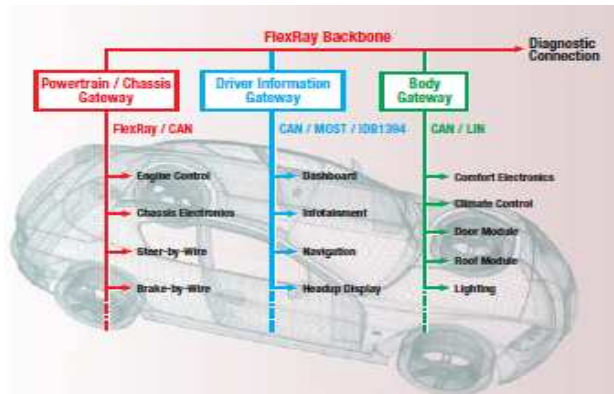 FlexRay Backbone
Diagnostic
Connection
Powertrain / Chassis
Gateway
Driver Information
Gateway
Body
Gateway
FlexRay / CAN
CAN / MOST / IDB1394
CAN / LIN
Engine Control
Chassis Electronics
Steer-by-Wire
Brake-by-Wire
Dashboard
Infotainment
Navigation
Headup Display
Comfort Electronics
Climate Control
Door Module
Roof Module
Lighting